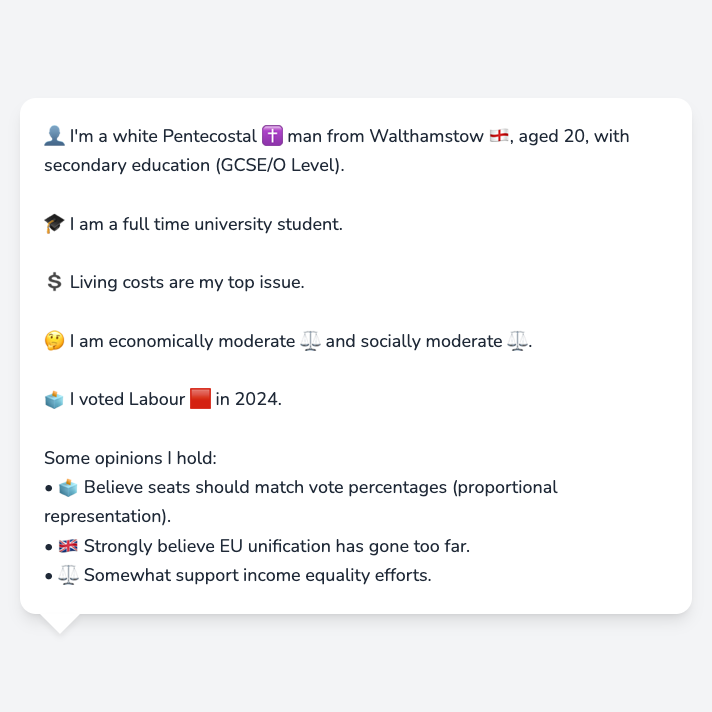 👤 I'm a white Pentecostal ✝️ man from Walthamstow 🏴󠁧󠁢󠁥󠁮󠁧󠁿, aged 20, with
secondary education (GCSE/O Level).
🎓 I am a full time university student.
💲 Living costs are my top issue.
🤔 I am economically moderate ⚖️ and socially moderate ⚖️.
🗳️ I voted Labour 🟥 in 2024.
Some opinions I hold:
• 🗳️ Believe seats should match vote percentages (proportional
representation).
• 🇬🇧 Strongly believe EU unification has gone too far.
• ⚖️ Somewhat support income equality efforts.